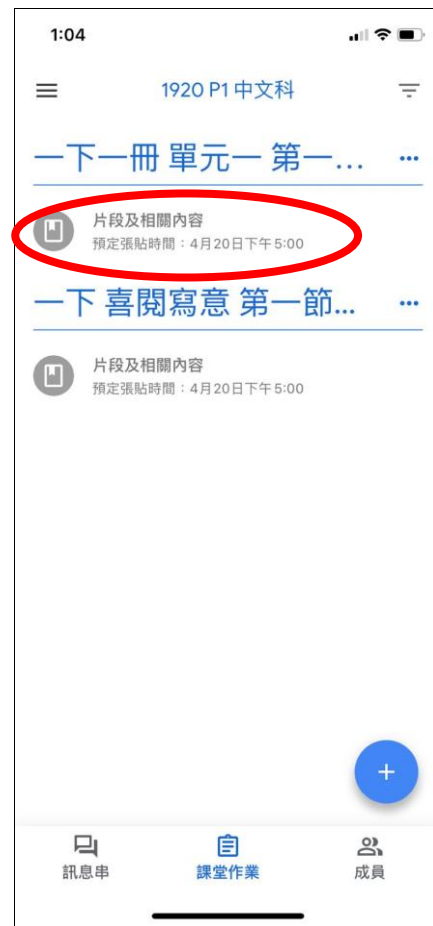 1:04
1920 P1 中文科
一下一冊 單元一 第一...
片段及相關內容
預定張貼時間：4月20日下午5:00
一下 喜閱寫意 第一節...
片段及相關內容
預定張貼時間：4月20日下午5:00
訊息串 課堂作業 成員